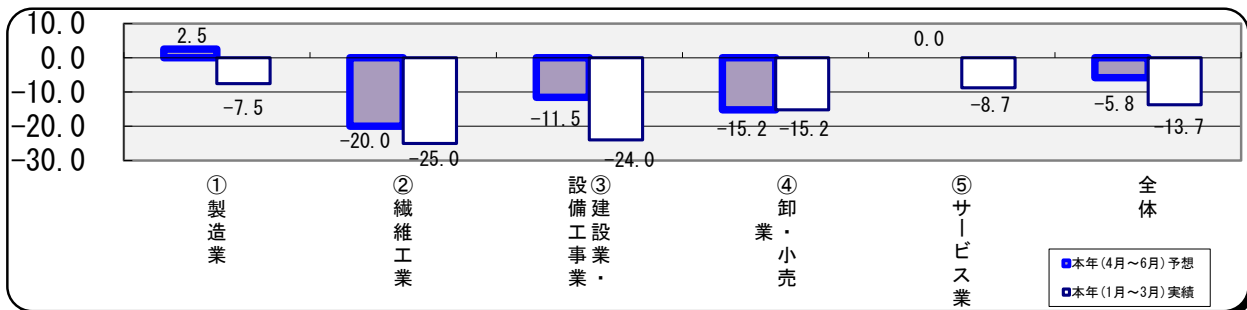 10.0
0.0
-10.0
-20.0
-30.0
2.5
-7.5
-20.0
-25.0
-11.5
-24.0
-15.2
-15.2
0.0
-8.7
-5.8
-13.7
①製造業
②繊維工業
③建設業・
設備工事業
④卸・小売
業
⑤サービス業
全体
本年(4月～6月)予想
本年(1月～3月)実績